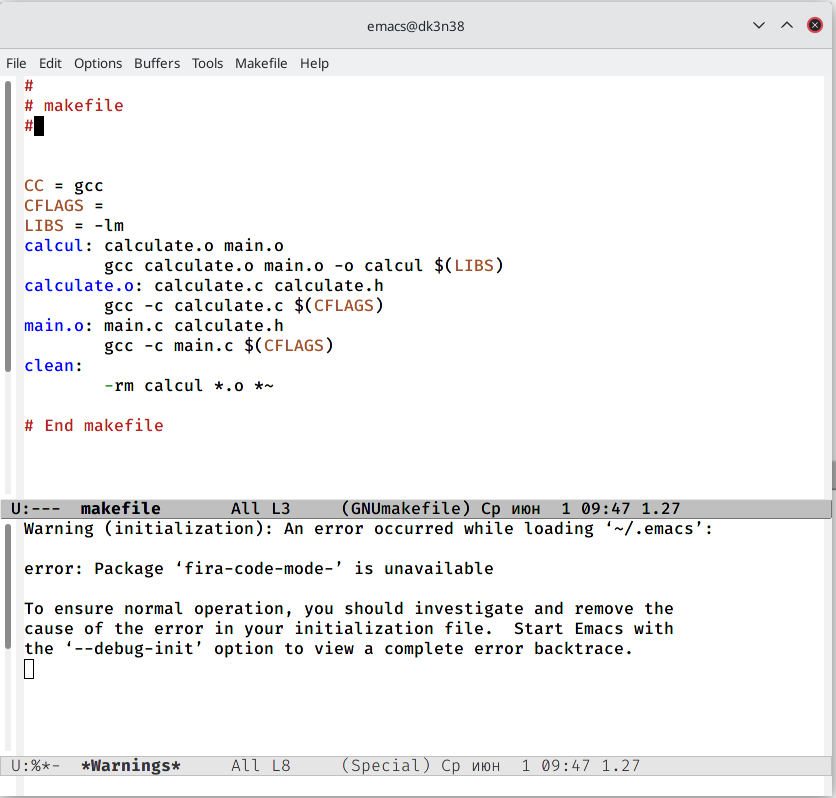 emacs@dk3n38
File Edit Options Buffers Tools Makefile Help
#
# makefile
#
CC = gcc
CFLAGS =
LIBS = -lm
calcul: calculate.o main.o
        gcc calculate.o main.o -o calcul $(LIBS)
calculate.o: calculate.c calculate.h
        gcc -c calculate.c $(CFLAGS)
main.o: main.c calculate.h
        gcc -c main.c $(CFLAGS)
clean:
        -rm calcul *.o *~
# End makefile
U:--- makefile All L3 (GNUmakefile) Ср июн 1 09:47 1.27
Warning (initialization): An error occurred while loading ‘~/.emacs’:
error: Package ‘fira-code-mode-’ is unavailable
To ensure normal operation, you should investigate and remove the
cause of the error in your initialization file.  Start Emacs with
the ‘--debug-init’ option to view a complete error backtrace.
U:%*- *Warnings* All L8 (Special) Ср июн 1 09:47 1.27